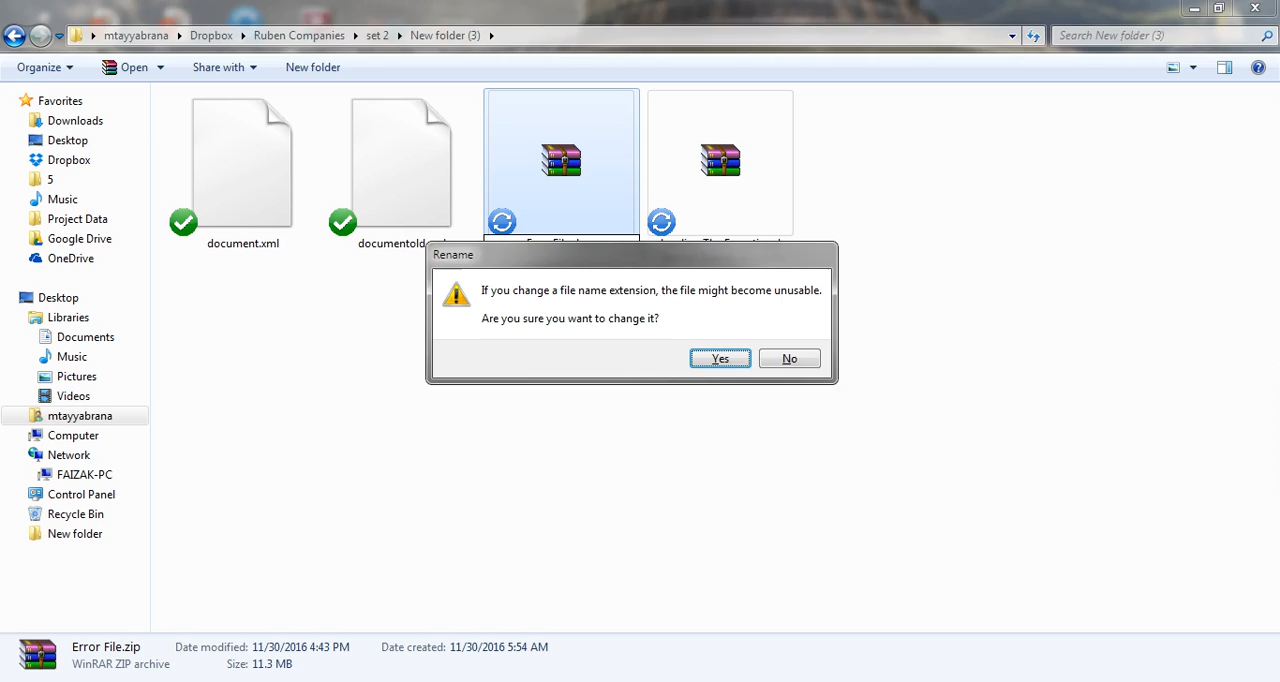 mtayyabrana Dropbox Ruben Companies set 2 New folder (3)
Search New folder (3)
Organize Open Share with New folder
Favorites
Downloads
Desktop
Dropbox
5
Music
Project Data
Google Drive
OneDrive
Desktop
Libraries
Documents
Music
Pictures
Videos
mtayyabrana
Computer
Network
FAIZAK-PC
Control Panel
Recycle Bin
New folder
document.xml
Rename
If you change a file name extension, the file might become unusable.
Are you sure you want to change it?
Yes No
Error File.zip Date modified: 11/30/2016 4:43 PM Date created: 11/30/2016 5:54 AM
WinRAR ZIP archive Size: 11.3 MB